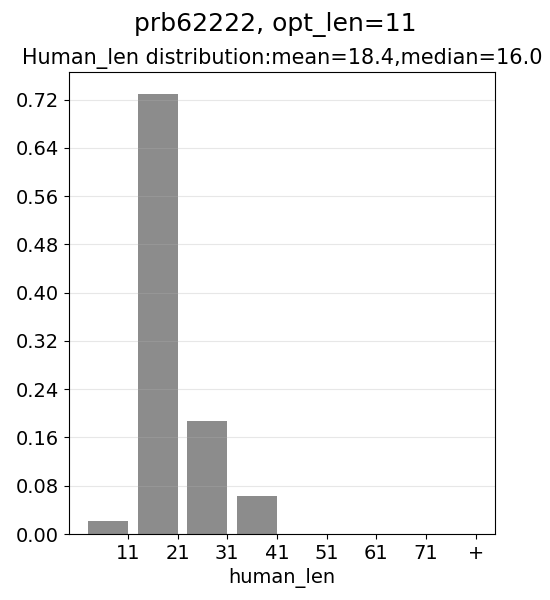 prb62222, opt_len=11
Human_len distribution:mean=18.4,median=16.0
0.72
0.64
0.56
0.48
0.40
0.32
0.24
0.16
0.08
0.00
11 21 31 41 51 61 71 +
human_len